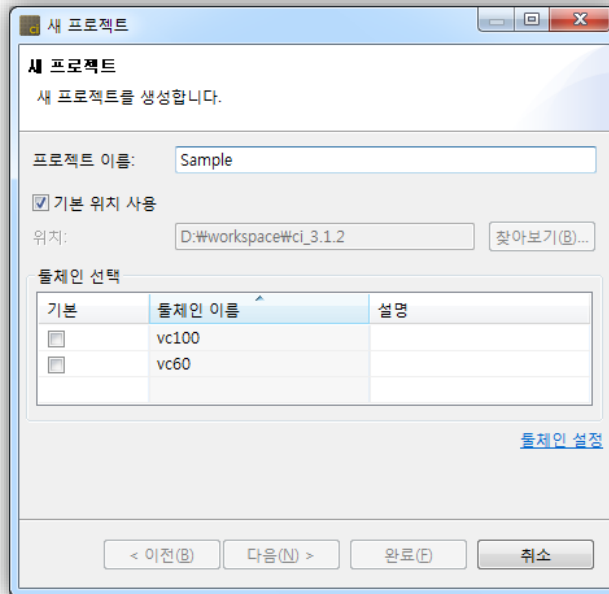 ci 새 프로젝트
새 프로젝트
새 프로젝트를 생성합니다.
프로젝트 이름: Sample
기본 위치 사용
위치: D:₩workspace₩ci_3.1.2 찾아보기(B)...
툴체인 선택
기본 툴체인 이름 설명
vc100
vc60
툴체인 설정
< 이전(B) 다음(N) > 완료(F) 취소